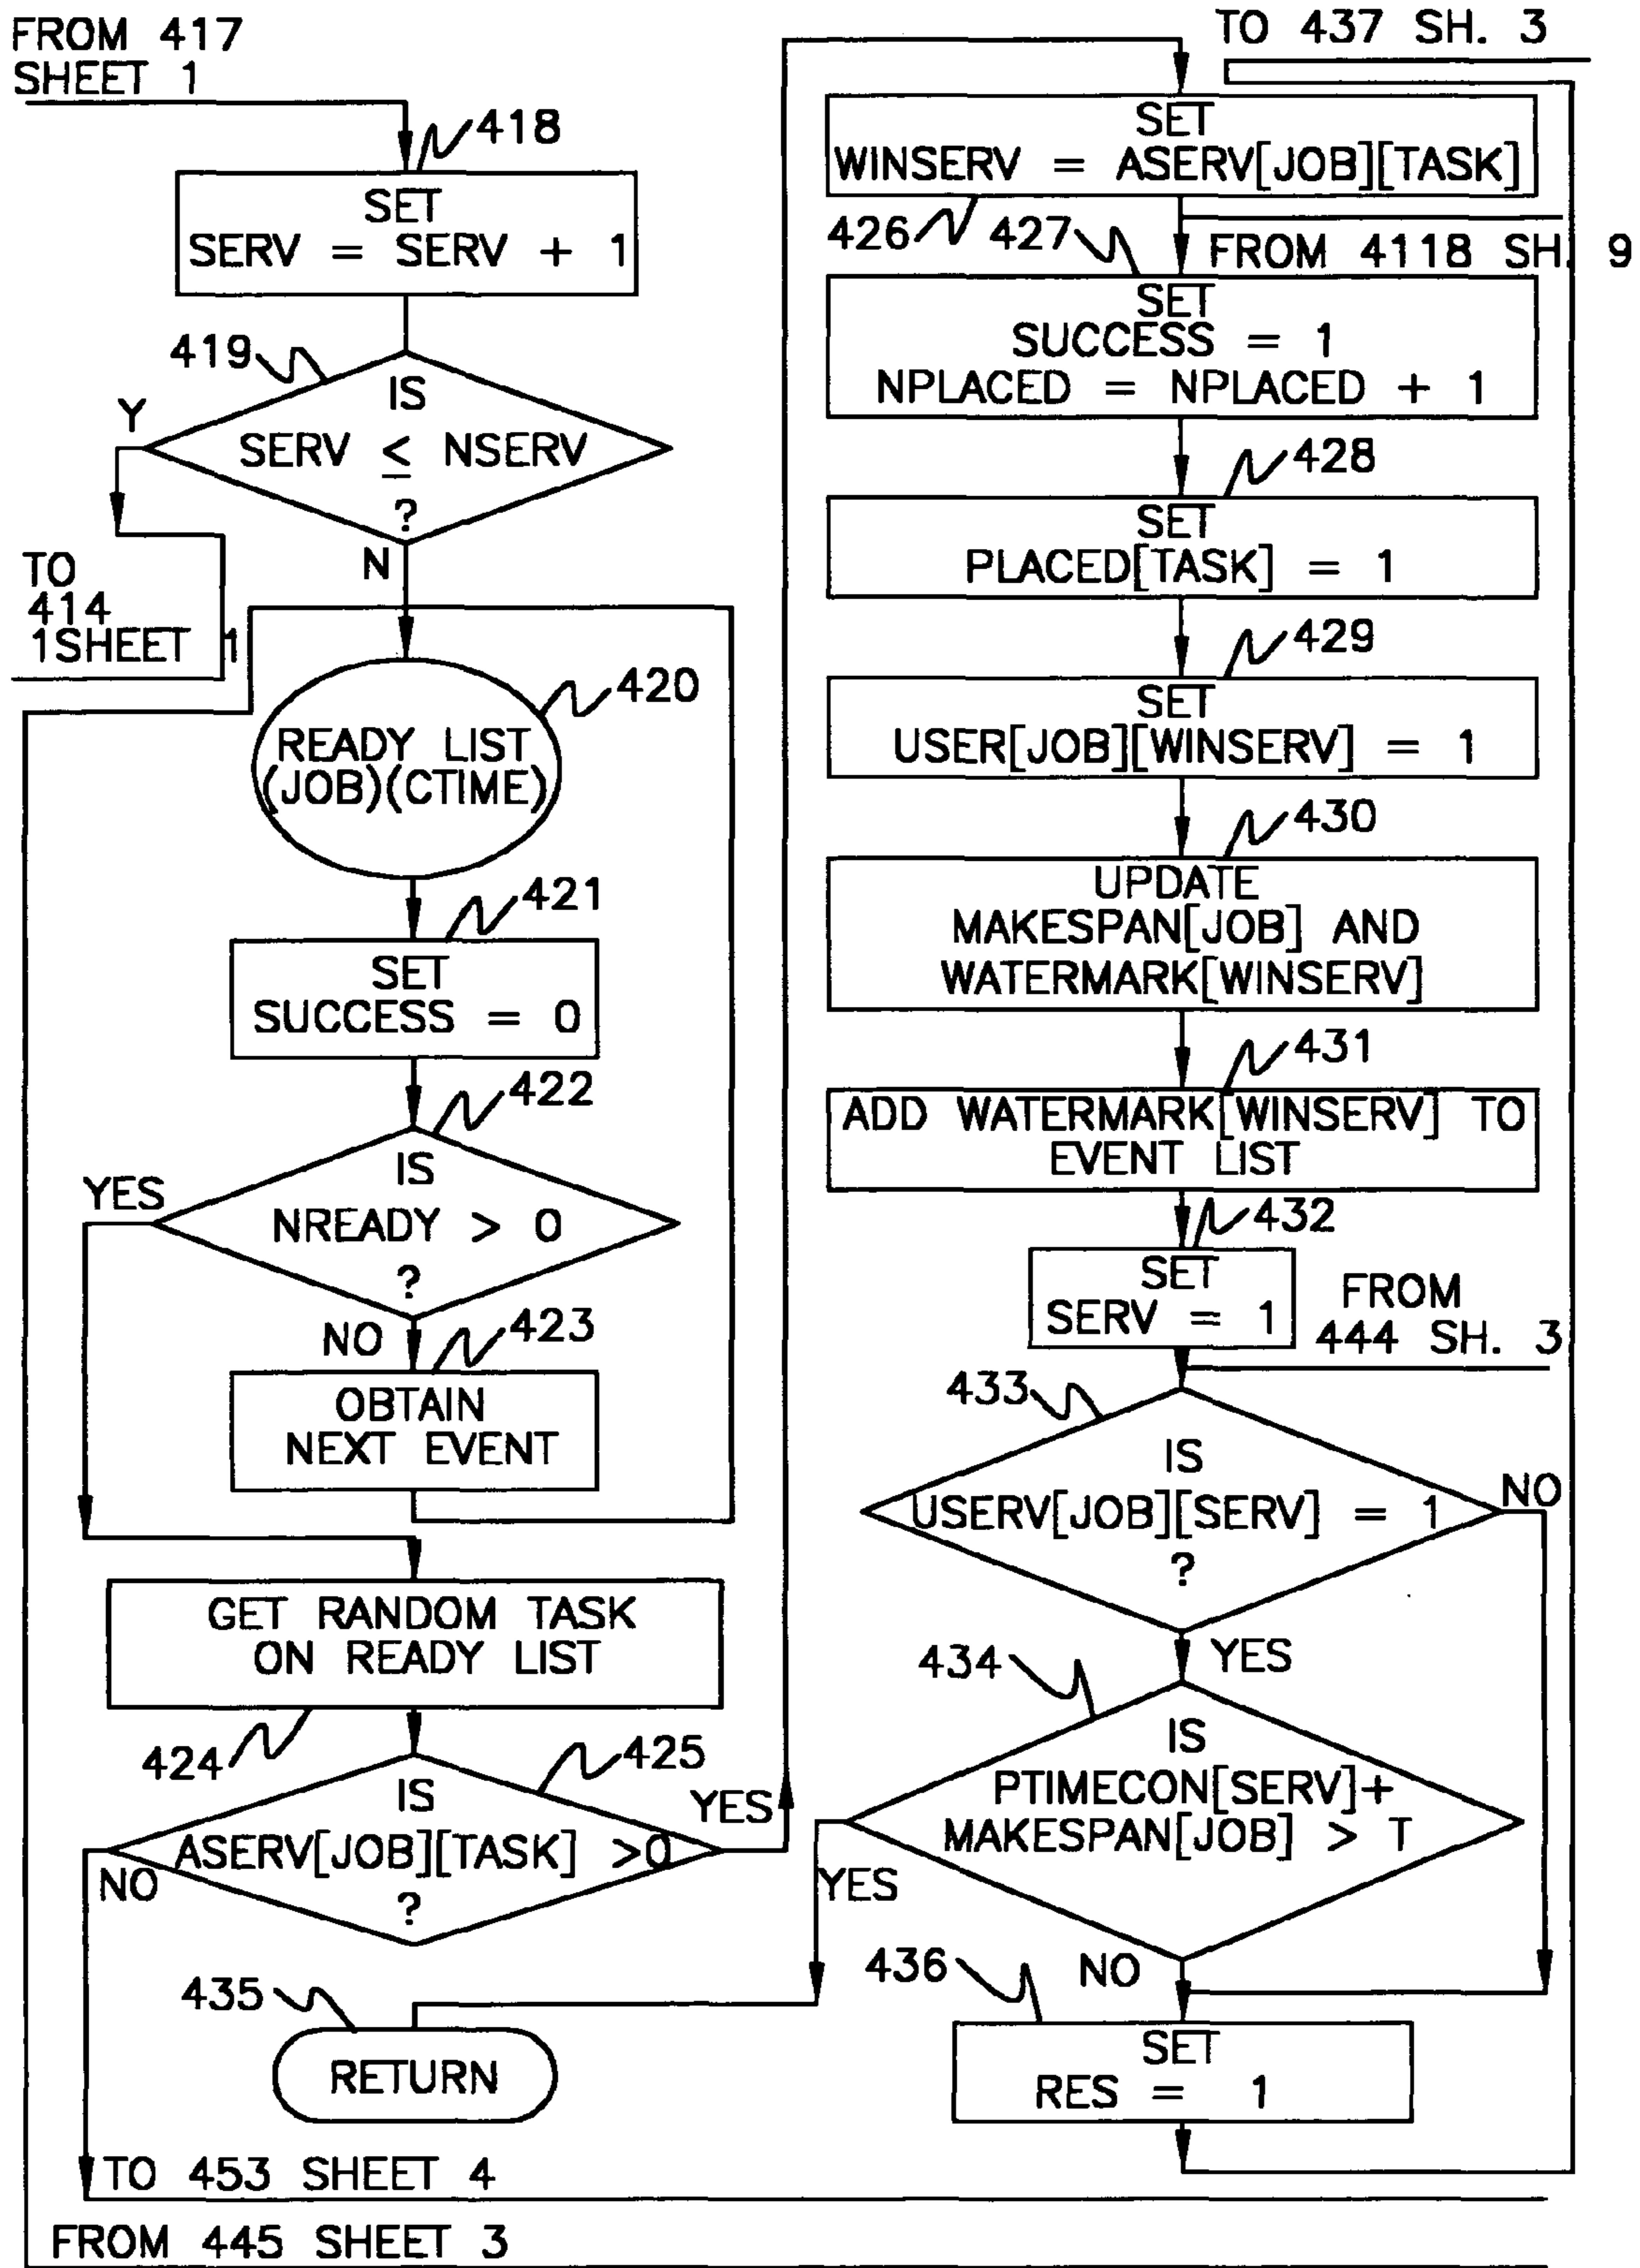 FROM 417
SHEET 1
418
SET
SERV = SERV + 1
419
IS
SERV ≤ NSERV
?
Y
N
TO
414
1SHEET 1
420
READY LIST
(JOB)(CTIME)
421
SET
SUCCESS = 0
422
IS
NREADY > 0
?
YES
NO
423
OBTAIN
NEXT EVENT
GET RANDOM TASK
ON READY LIST
424
425
IS
ASERV[JOB][TASK] >0
?
YES
NO
435
RETURN
TO 453 SHEET 4
FROM 445 SHEET 3
TO 437 SH. 3
SET
WINSERV = ASERV[JOB][TASK]
426
427
FROM 4118 SH. 9
SET
SUCCESS = 1
NPLACED = NPLACED + 1
428
SET
PLACED[TASK] = 1
429
SET
USER[JOB][WINSERV] = 1
430
UPDATE
MAKESPAN[JOB] AND
WATERMARK[WINSERV]
431
ADD WATERMARK[WINSERV] TO
EVENT LIST
432
SET
SERV = 1
FROM
444 SH. 3
433
IS
USERV[JOB][SERV] = 1
?
NO
YES
434
IS
PTIMECON[SERV]+
MAKESPAN[JOB] > T
YES
NO
436
SET
RES = 1